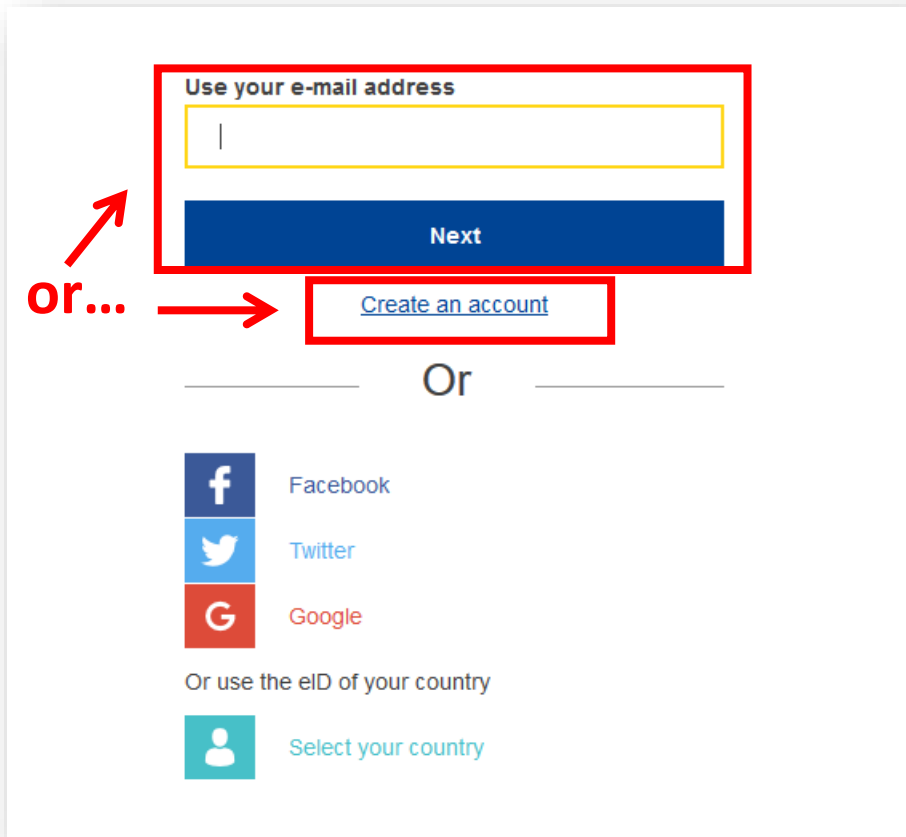 Use your e-mail address
Next
or...
Create an account
Or
Facebook
Twitter
Google
Or use the eID of your country
Select your country